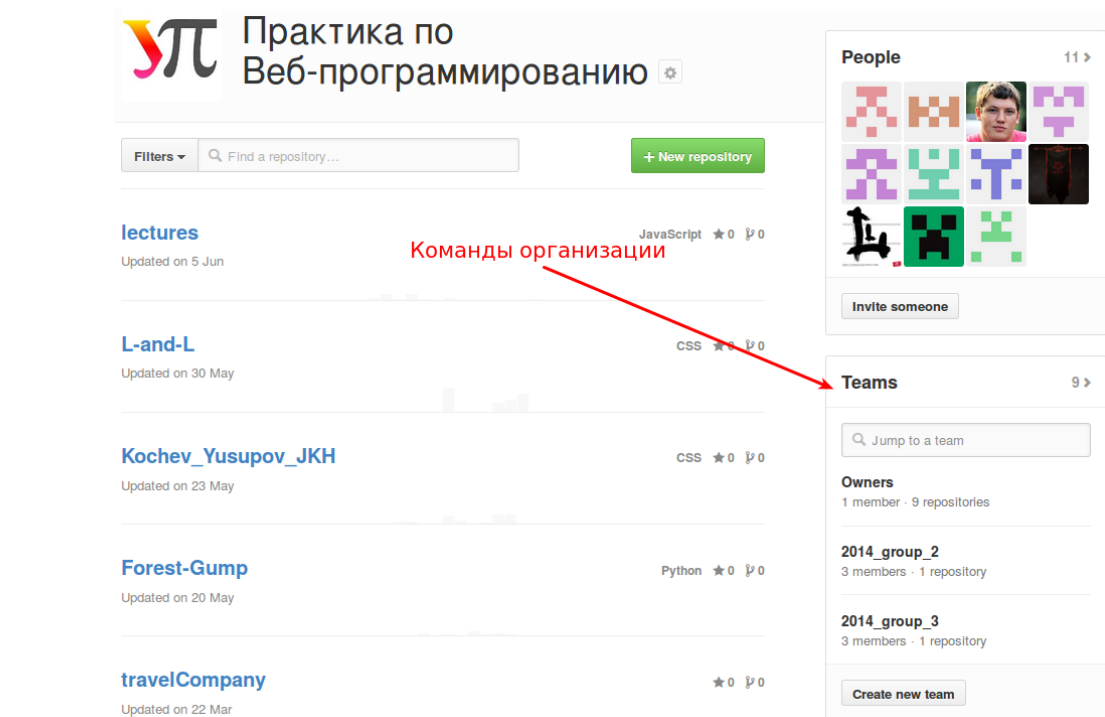 уπ
Практика по
Веб-программированию
Filters
Find a repository…
+ New repository
lectures
JavaScript 0 0
Updated on 5 Jun
Команды организации
L-and-L
CSS 0 0
Updated on 30 May
Kochev_Yusupov_JKH
CSS 0 0
Updated on 23 May
Forest-Gump
Python 0 0
Updated on 20 May
travelCompany
0 0
Updated on 22 Mar
People 11
Invite someone
Teams 9
Jump to a team
Owners
1 member · 9 repositories
2014_group_2
3 members · 1 repository
2014_group_3
3 members · 1 repository
Create new team